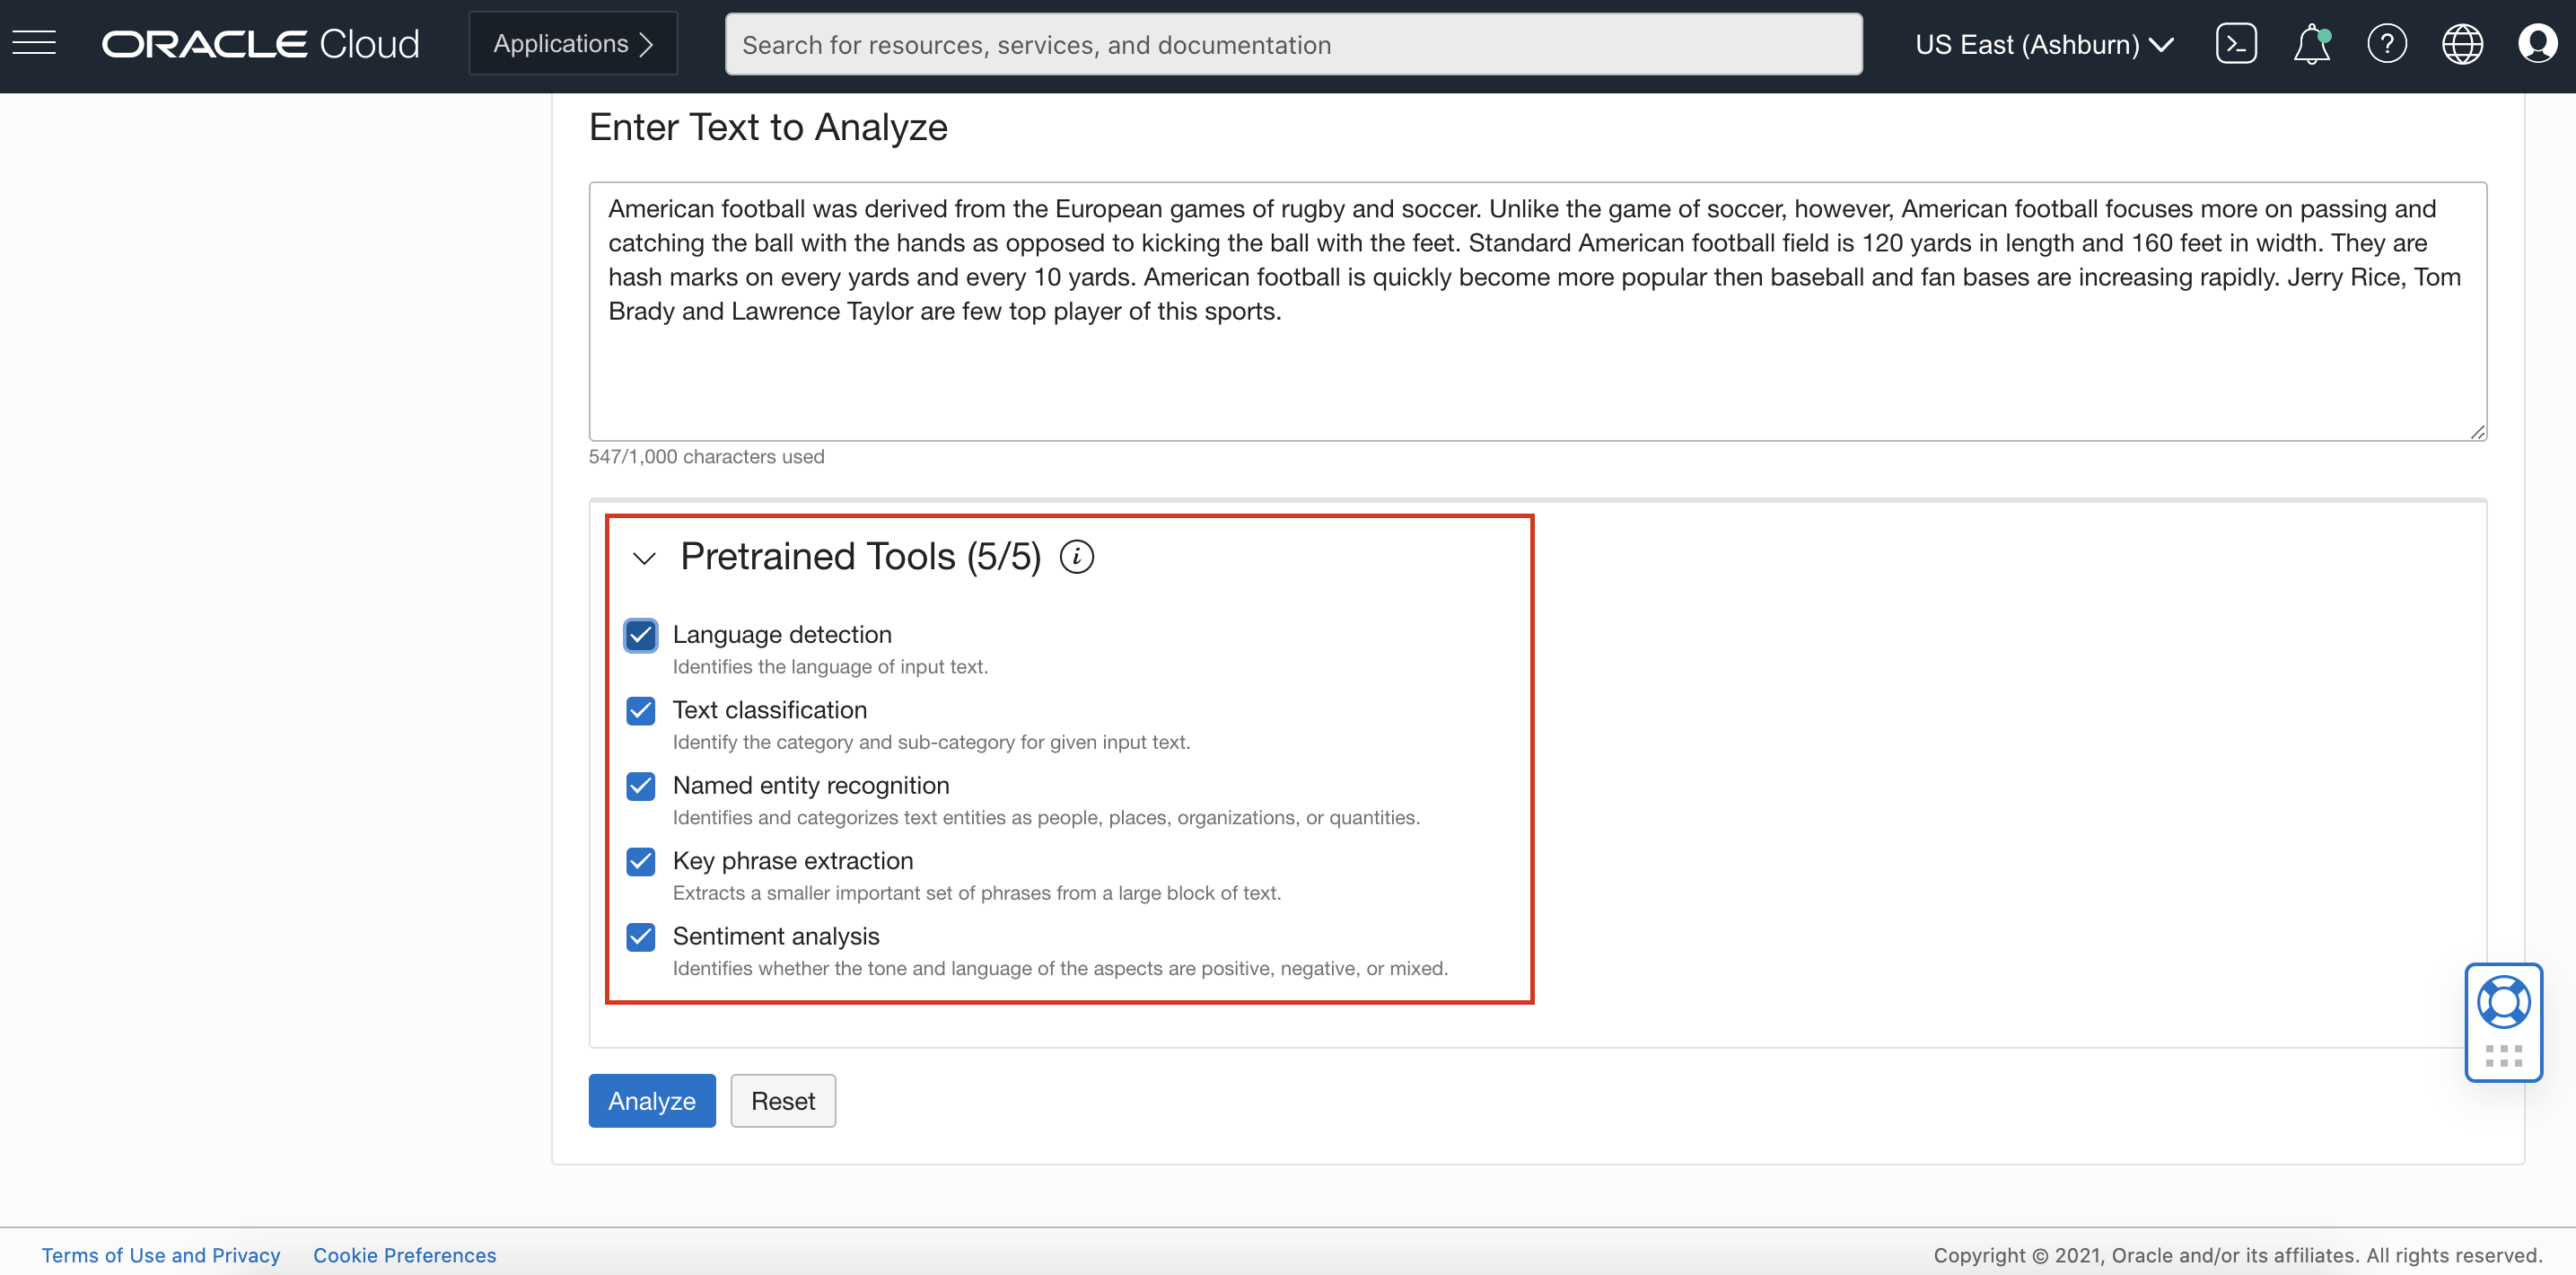 ORACLE Cloud
Applications
Search for resources, services, and documentation
US East (Ashburn)
Enter Text to Analyze
American football was derived from the European games of rugby and soccer. Unlike the game of soccer, however, American football focuses more on passing and
catching the ball with the hands as opposed to kicking the ball with the feet. Standard American football field is 120 yards in length and 160 feet in width. They are
hash marks on every yards and every 10 yards. American football is quickly become more popular then baseball and fan bases are increasing rapidly. Jerry Rice, Tom
Brady and Lawrence Taylor are few top player of this sports.
547/1,000 characters used
Pretrained Tools (5/5)
Language detection
Identifies the language of input text.
Text classification
Identify the category and sub-category for given input text.
Named entity recognition
Identifies and categorizes text entities as people, places, organizations, or quantities.
Key phrase extraction
Extracts a smaller important set of phrases from a large block of text.
Sentiment analysis
Identifies whether the tone and language of the aspects are positive, negative, or mixed.
Analyze
Reset
Terms of Use and Privacy
Cookie Preferences
Copyright © 2021, Oracle and/or its affiliates. All rights reserved.